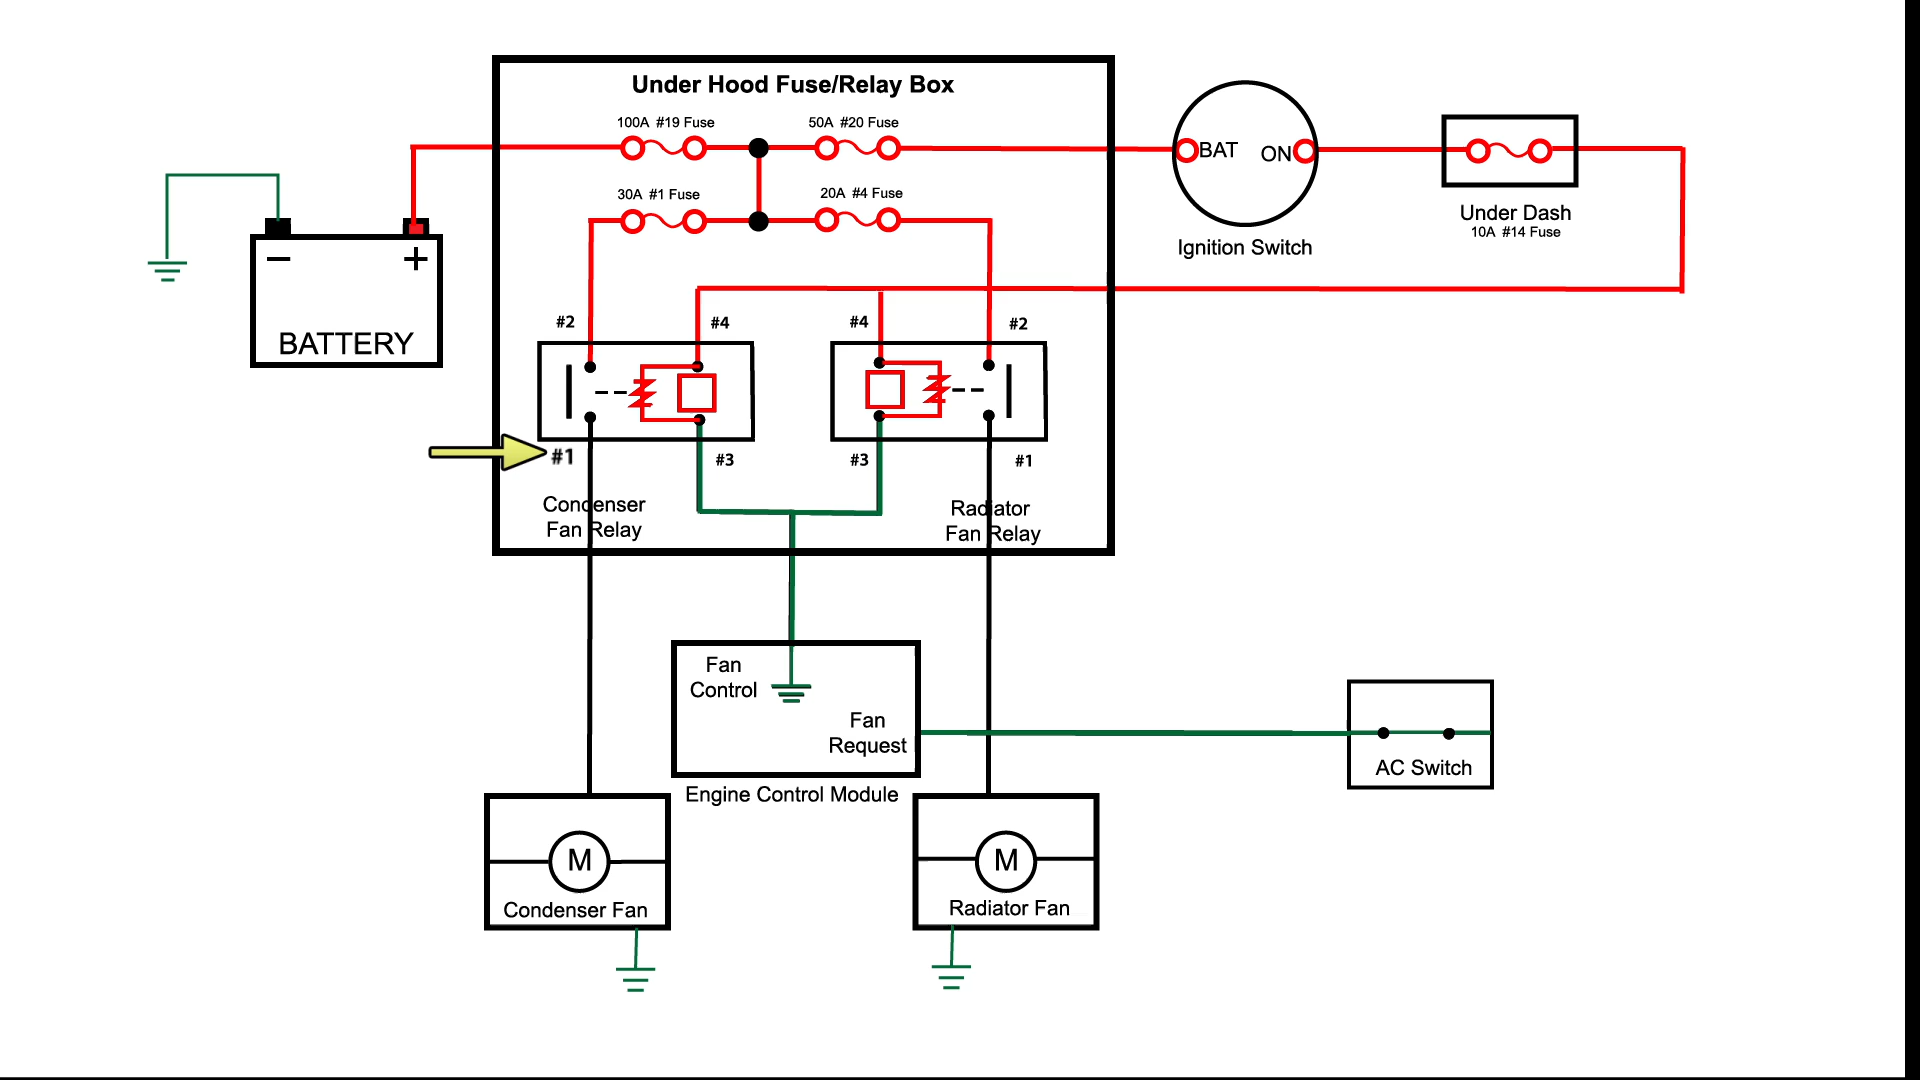 Under Hood Fuse/Relay Box
100A #19 Fuse
50A #20 Fuse
30A #1 Fuse
20A #4 Fuse
BAT
ON
Ignition Switch
Under Dash
10A #14 Fuse
− +
BATTERY
#2
#4
#4
#2
#1
#3
#3
#1
Condenser
Fan Relay
Radiator
Fan Relay
Fan
Control
Fan
Request
Engine Control Module
AC Switch
M
Condenser Fan
M
Radiator Fan